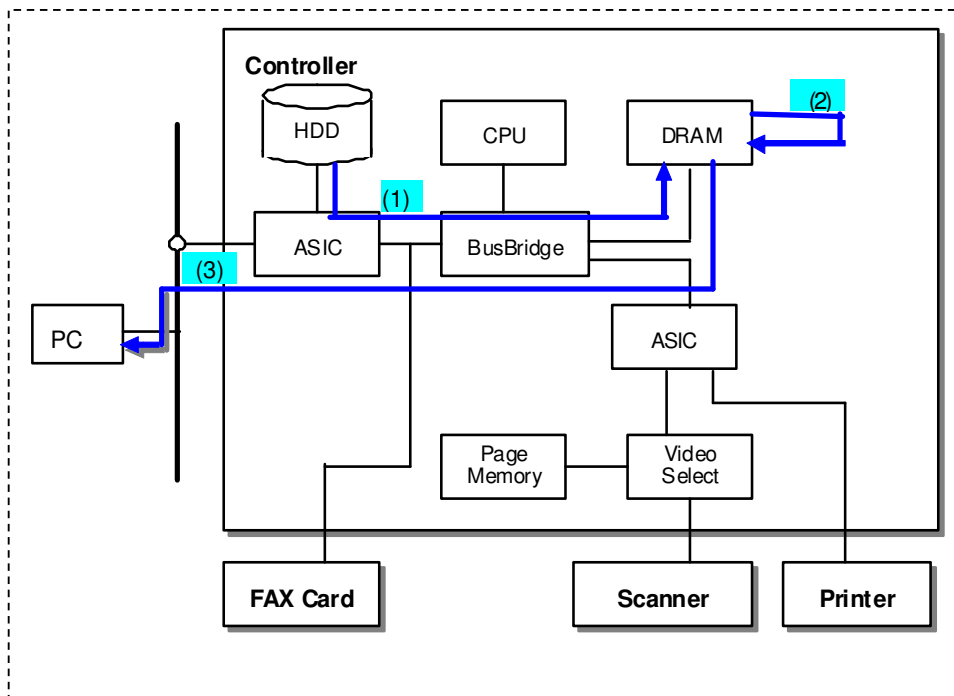 Controller
HDD
CPU
DRAM
(2)
(1)
ASIC
BusBridge
(3)
PC
ASIC
Page
Memory
Video
Select
FAX Card
Scanner
Printer